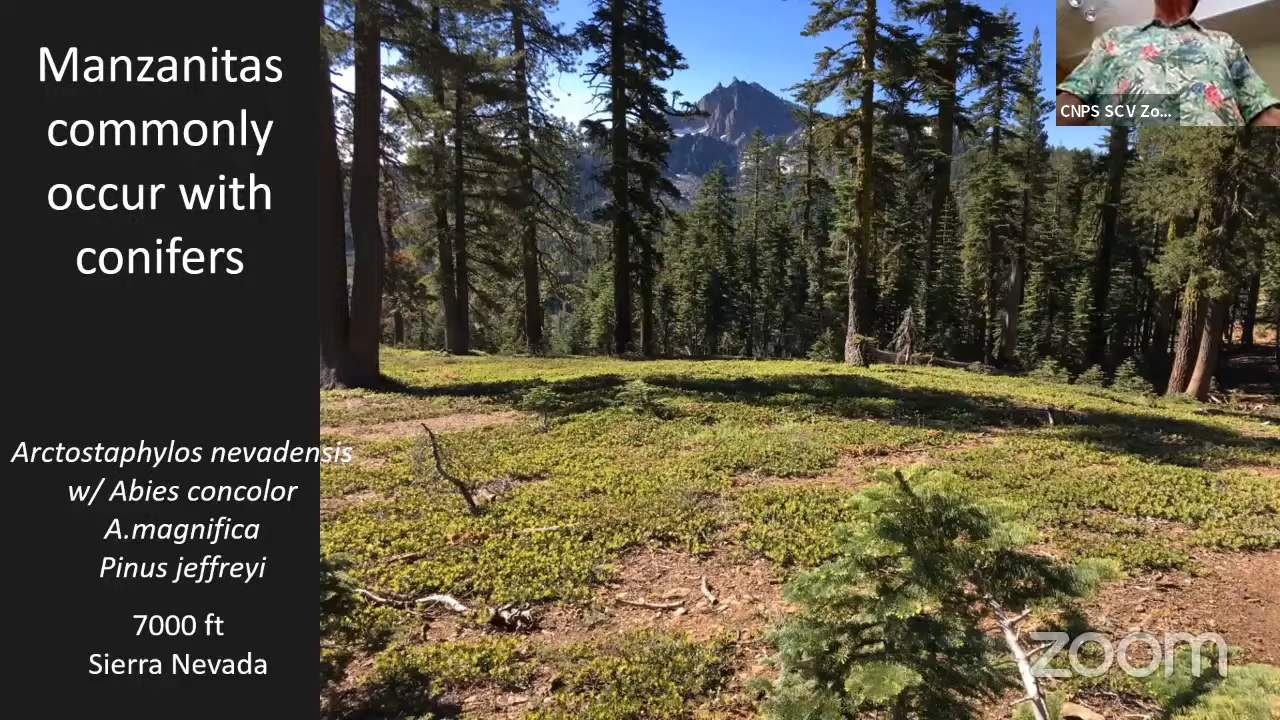 Manzanitas
commonly
occur with
conifers
Arctostaphylos nevadensis
w/ Abies concolor
A.magnifica
Pinus jeffreyi
7000 ft
Sierra Nevada
CNPS SCV Zo...
zoom